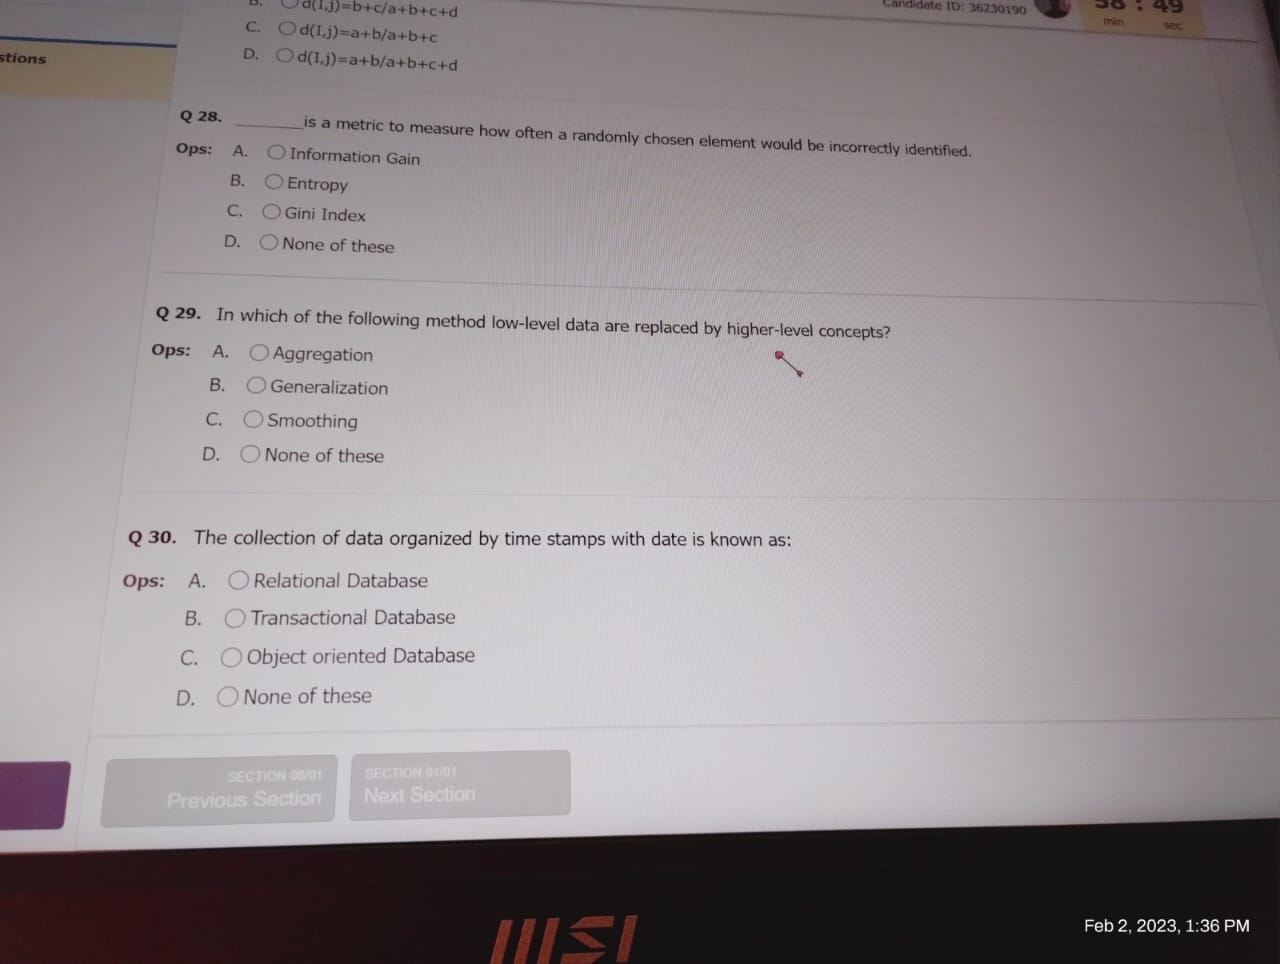 B. d(I,j)=b+c/a+b+c+d
C. d(I,j)=a+b/a+b+c
D. d(I,j)=a+b/a+b+c+d
Candidate ID: 36230190
58 : 49
min sec
stions
Q 28. ________is a metric to measure how often a randomly chosen element would be incorrectly identified.
Ops: A. Information Gain
B. Entropy
C. Gini Index
D. None of these
Q 29. In which of the following method low-level data are replaced by higher-level concepts?
Ops: A. Aggregation
B. Generalization
C. Smoothing
D. None of these
Q 30. The collection of data organized by time stamps with date is known as:
Ops: A. Relational Database
B. Transactional Database
C. Object oriented Database
D. None of these
SECTION 00/01
Previous Section
SECTION 01/01
Next Section
msi
Feb 2, 2023, 1:36 PM